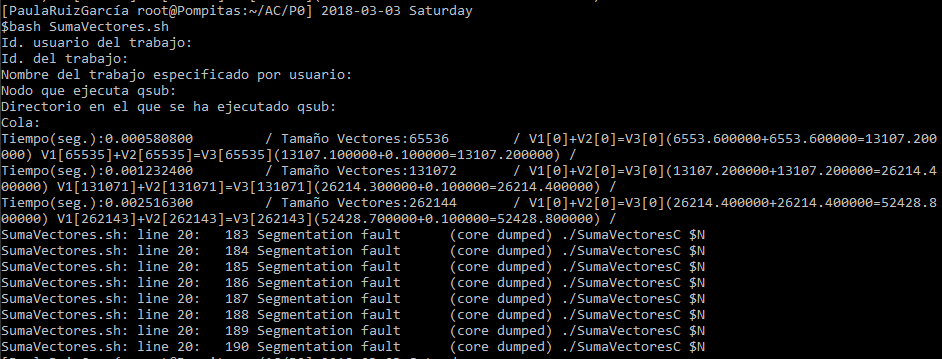 [PaulaRuizGarcía root@Pompitas:~/AC/P0] 2018-03-03 Saturday
$bash SumaVectores.sh
Id. usuario del trabajo:
Id. del trabajo:
Nombre del trabajo especificado por usuario:
Nodo que ejecuta qsub:
Directorio en el que se ha ejecutado qsub:
Cola:
Tiempo(seg.):0.000580800 / Tamaño Vectores:65536 / V1[0]+V2[0]=V3[0](6553.600000+6553.600000=13107.200
000) V1[65535]+V2[65535]=V3[65535](13107.100000+0.100000=13107.200000) /
Tiempo(seg.):0.001232400 / Tamaño Vectores:131072 / V1[0]+V2[0]=V3[0](13107.200000+13107.200000=26214.4
00000) V1[131071]+V2[131071]=V3[131071](26214.300000+0.100000=26214.400000) /
Tiempo(seg.):0.002516300 / Tamaño Vectores:262144 / V1[0]+V2[0]=V3[0](26214.400000+26214.400000=52428.8
00000) V1[262143]+V2[262143]=V3[262143](52428.700000+0.100000=52428.800000) /
SumaVectores.sh: line 20: 183 Segmentation fault (core dumped) ./SumaVectoresC $N
SumaVectores.sh: line 20: 184 Segmentation fault (core dumped) ./SumaVectoresC $N
SumaVectores.sh: line 20: 185 Segmentation fault (core dumped) ./SumaVectoresC $N
SumaVectores.sh: line 20: 186 Segmentation fault (core dumped) ./SumaVectoresC $N
SumaVectores.sh: line 20: 187 Segmentation fault (core dumped) ./SumaVectoresC $N
SumaVectores.sh: line 20: 188 Segmentation fault (core dumped) ./SumaVectoresC $N
SumaVectores.sh: line 20: 189 Segmentation fault (core dumped) ./SumaVectoresC $N
SumaVectores.sh: line 20: 190 Segmentation fault (core dumped) ./SumaVectoresC $N